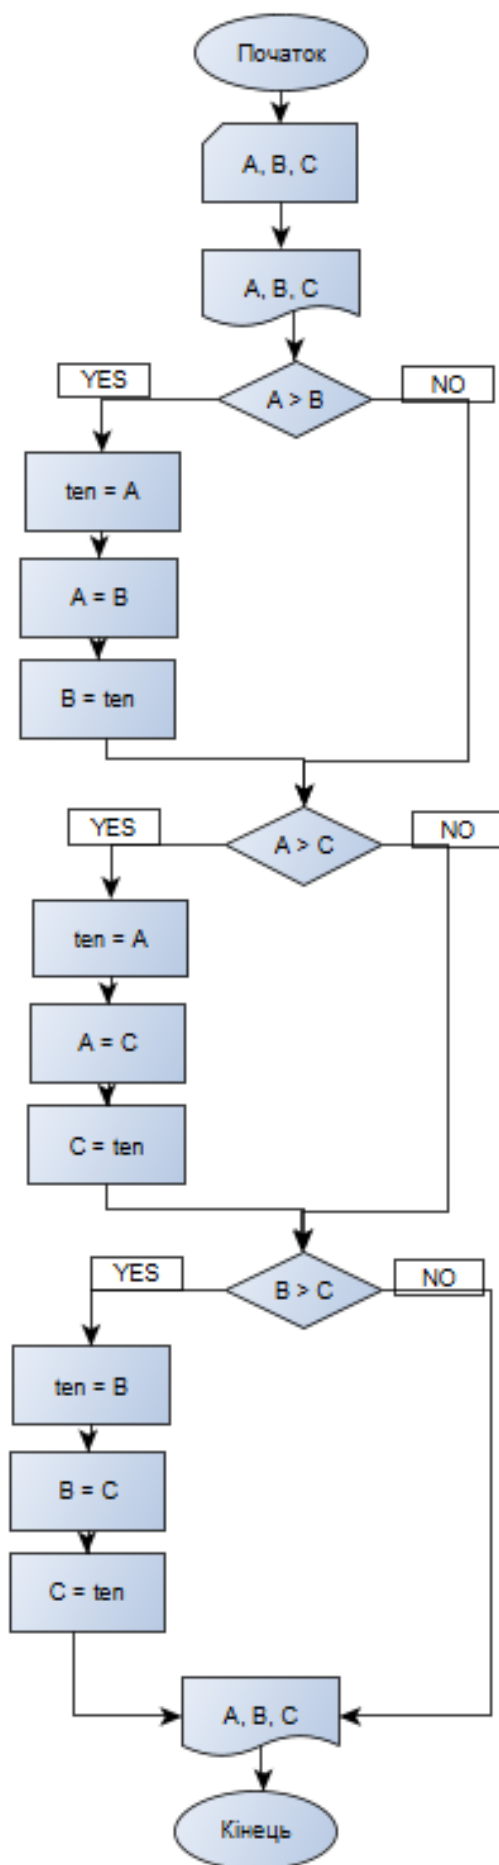 Початок
A, B, C
A, B, C
YES
A > B
NO
ten = A
A = B
B = ten
YES
A > C
NO
ten = A
A = C
C = ten
YES
B > C
NO
ten = B
B = C
C = ten
A, B, C
Кінець